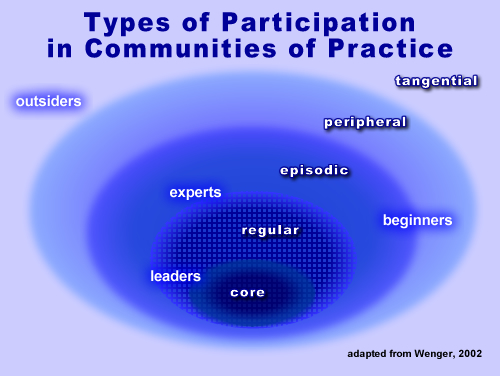 Types of Participation
in Communities of Practice
tangential
outsiders
peripheral
episodic
experts
beginners
regular
leaders
core
adapted from Wenger, 2002